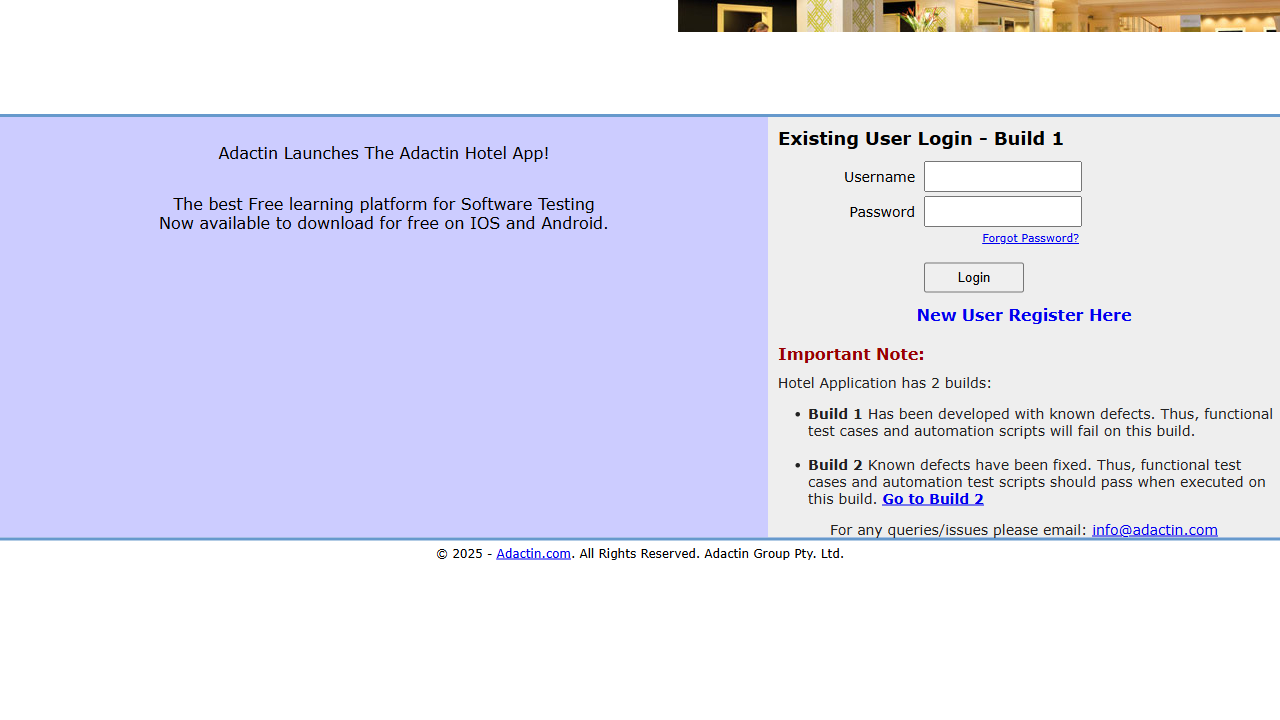 Adactin Launches The Adactin Hotel App!
The best Free learning platform for Software Testing
Now available to download for free on IOS and Android.
Existing User Login - Build 1
Username
Password
Forgot Password?
Login
New User Register Here
Important Note:
Hotel Application has 2 builds:
• Build 1 Has been developed with known defects. Thus, functional
test cases and automation scripts will fail on this build.
• Build 2 Known defects have been fixed. Thus, functional test
cases and automation test scripts should pass when executed on
this build. Go to Build 2
For any queries/issues please email: info@adactin.com
© 2025 - Adactin.com. All Rights Reserved. Adactin Group Pty. Ltd.